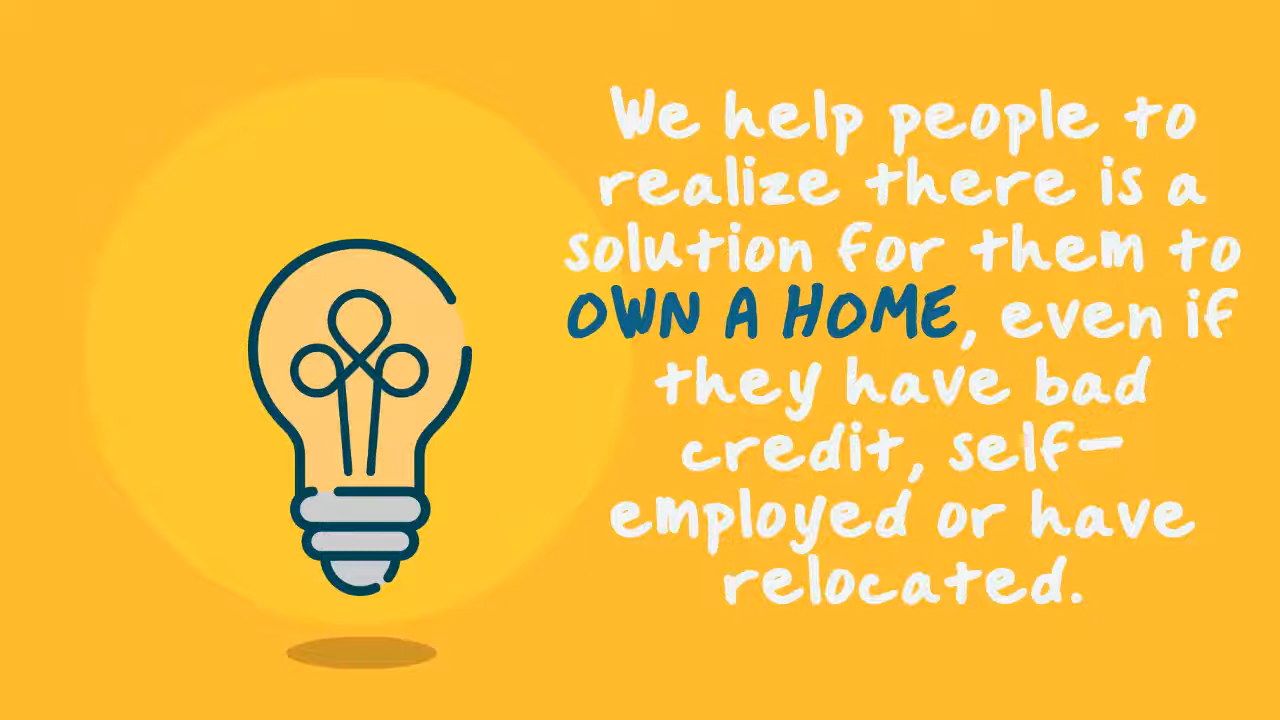 We help people to
realize there is a
solution for them to
OWN A HOME, even if
they have bad
credit, self-
employed or have
relocated.